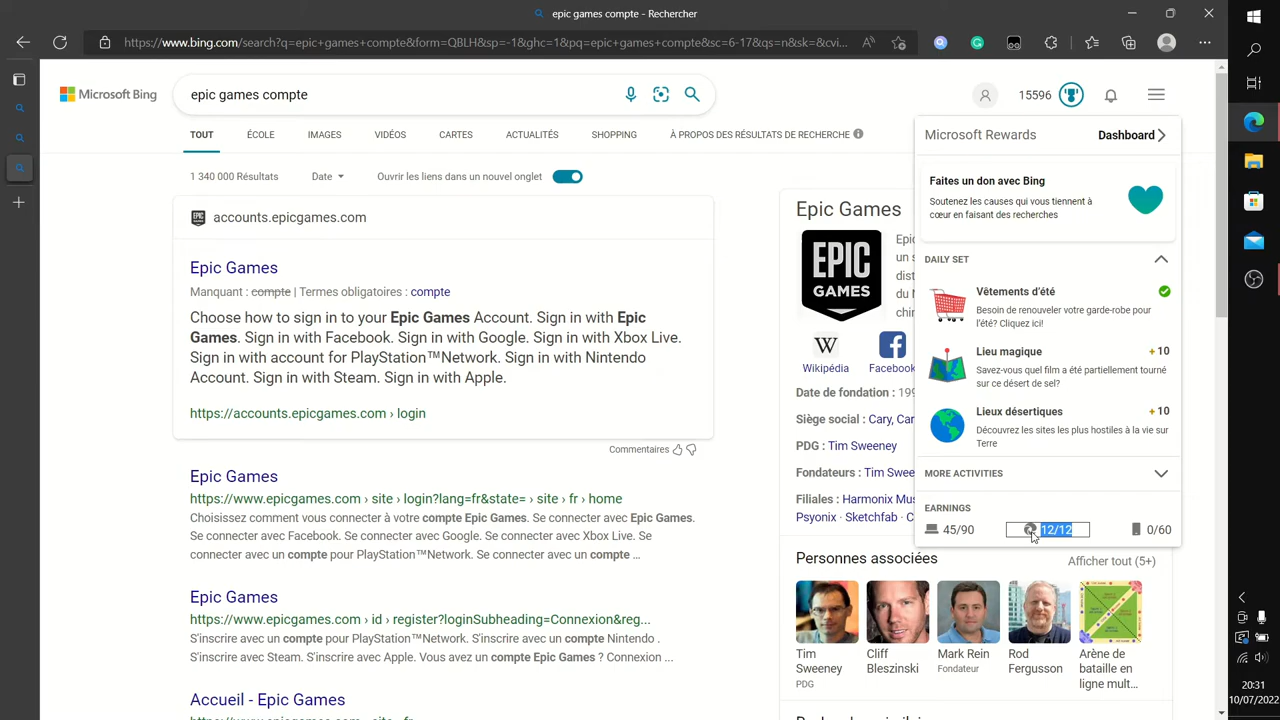 epic games compte - Rechercher
https://www.bing.com/search?q=epic+games+compte&form=QBLH&sp=-1&ghc=1&pq=epic+games+compte&sc=6-17&qs=n&sk=&cvi...
Microsoft Bing
epic games compte
15596
TOUT ÉCOLE IMAGES VIDÉOS CARTES ACTUALITÉS SHOPPING À PROPOS DES RÉSULTATS DE RECHERCHE
1 340 000 Résultats Date Ouvrir les liens dans un nouvel onglet
accounts.epicgames.com
Epic Games
Manquant : compte | Termes obligatoires : compte
Choose how to sign in to your Epic Games Account. Sign in with Epic
Games. Sign in with Facebook. Sign in with Google. Sign in with Xbox Live.
Sign in with account for PlayStation™Network. Sign in with Nintendo
Account. Sign in with Steam. Sign in with Apple.
https://accounts.epicgames.com › login
Commentaires
Epic Games
https://www.epicgames.com › site › login?lang=fr&state= › site › fr › home
Choisissez comment vous connecter à votre compte Epic Games. Se connecter avec Epic Games.
Se connecter avec Facebook. Se connecter avec Google. Se connecter avec Xbox Live. Se
connecter avec un compte PlayStation™Network. Se connecter avec un compte ...
Epic Games
https://www.epicgames.com › id › register?loginSubheading=Connexion&reg...
S'inscrire avec un compte pour PlayStation™Network. S'inscrire avec un compte Nintendo .
S'inscrire avec Steam. S'inscrire avec Apple. Vous avez un compte Epic Games ? Connexion ...
Accueil - Epic Games
Epic Games
EPIC
GAMES
Epic
un s
dist
du M
chin
W
Wikipédia Facebook
Date de fondation : 199
Siège social : Cary, Car
PDG : Tim Sweeney
Fondateurs : Tim Swee
Filiales : Harmonix Mus
Psyonix · Sketchfab · C
Personnes associées Afficher tout (5+)
Tim
Sweeney
PDG
Cliff
Bleszinski
Mark Rein
Fondateur
Rod
Fergusson
Arène de
bataille en
ligne mult...
Microsoft Rewards Dashboard
Faites un don avec Bing
Soutenez les causes qui vous tiennent à
cœur en faisant des recherches
DAILY SET
Vêtements d'été
Besoin de renouveler votre garde-robe pour
l'été? Cliquez ici!
Lieu magique +10
Savez-vous quel film a été partiellement tourné
sur ce désert de sel?
Lieux désertiques +10
Découvrez les sites les plus hostiles à la vie sur
Terre
MORE ACTIVITIES
EARNINGS
45/90 12/12 0/60
20:31
10/07/2022